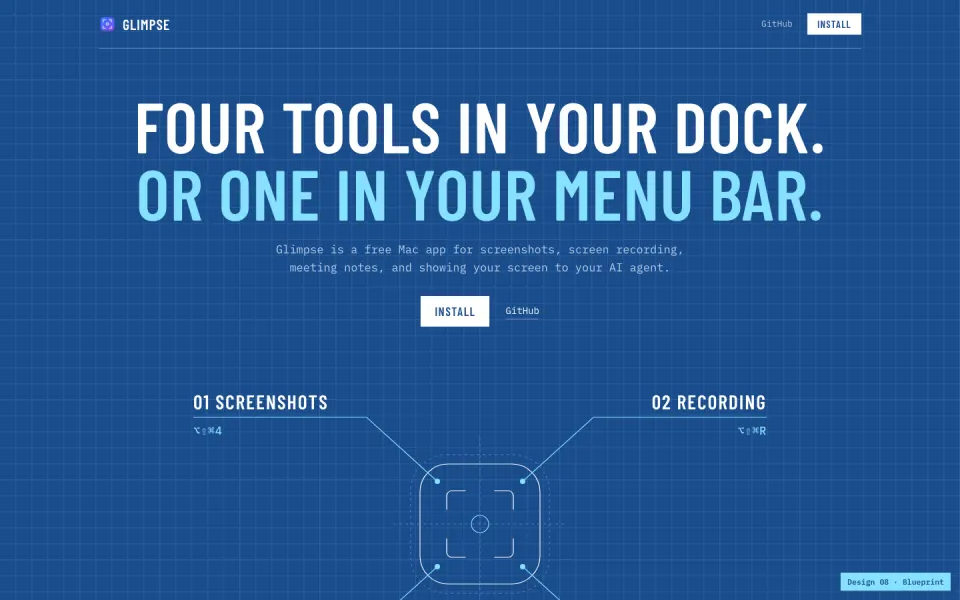 GLIMPSE
GitHub
INSTALL
FOUR TOOLS IN YOUR DOCK.
OR ONE IN YOUR MENU BAR.
Glimpse is a free Mac app for screenshots, screen recording,
meeting notes, and showing your screen to your AI agent.
INSTALL
GitHub
01 SCREENSHOTS
⌥⇧⌘4
02 RECORDING
⌥⇧⌘R
Design 08 · Blueprint